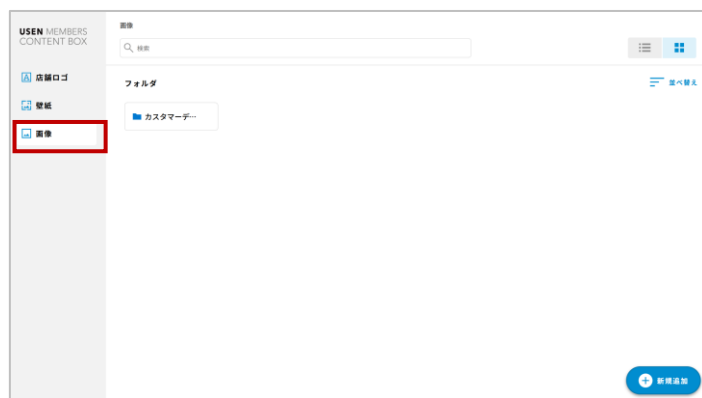 USEN MEMBERS
CONTENT BOX
店舗ロゴ
壁紙
画像
画像
検索
フォルダ
並べ替え
カスタマーデ…
新規追加